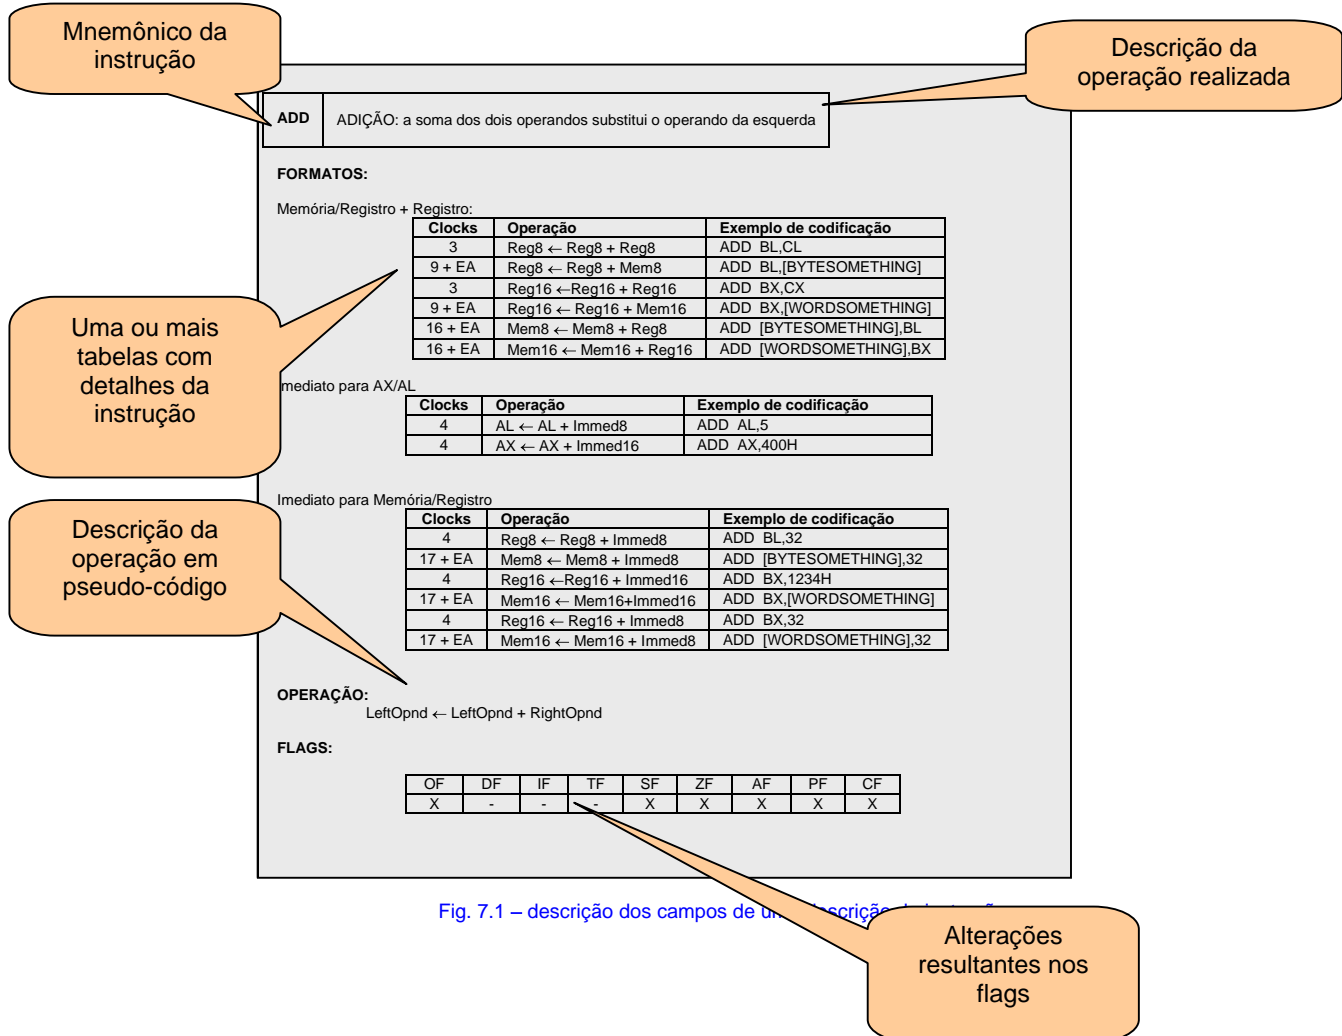 Mnemônico da
instrução
Descrição da
operação realizada
ADD ADIÇÃO: a soma dos dois operandos substitui o operando da esquerda
FORMATOS:
Memória/Registro + Registro:
Clocks Operação Exemplo de codificação
3 Reg8 ← Reg8 + Reg8 ADD BL,CL
9 + EA Reg8 ← Reg8 + Mem8 ADD BL,[BYTESOMETHING]
3 Reg16 ←Reg16 + Reg16 ADD BX,CX
9 + EA Reg16 ← Reg16 + Mem16 ADD BX,[WORDSOMETHING]
16 + EA Mem8 ← Mem8 + Reg8 ADD [BYTESOMETHING],BL
16 + EA Mem16 ← Mem16 + Reg16 ADD [WORDSOMETHING],BX
Uma ou mais
tabelas com
detalhes da
instrução
mediato para AX/AL
Clocks Operação Exemplo de codificação
4 AL ← AL + Immed8 ADD AL,5
4 AX ← AX + Immed16 ADD AX,400H
Imediato para Memória/Registro
Clocks Operação Exemplo de codificação
4 Reg8 ← Reg8 + Immed8 ADD BL,32
17 + EA Mem8 ← Mem8 + Immed8 ADD [BYTESOMETHING],32
4 Reg16 ←Reg16 + Immed16 ADD BX,1234H
17 + EA Mem16 ← Mem16+Immed16 ADD BX,[WORDSOMETHING]
4 Reg16 ← Reg16 + Immed8 ADD BX,32
17 + EA Mem16 ← Mem16 + Immed8 ADD [WORDSOMETHING],32
Descrição da
operação em
pseudo-código
OPERAÇÃO:
LeftOpnd ← LeftOpnd + RightOpnd
FLAGS:
OF DF IF TF SF ZF AF PF CF
X - - - X X X X X
Fig. 7.1 – descrição dos campos de
Alterações
resultantes nos
flags